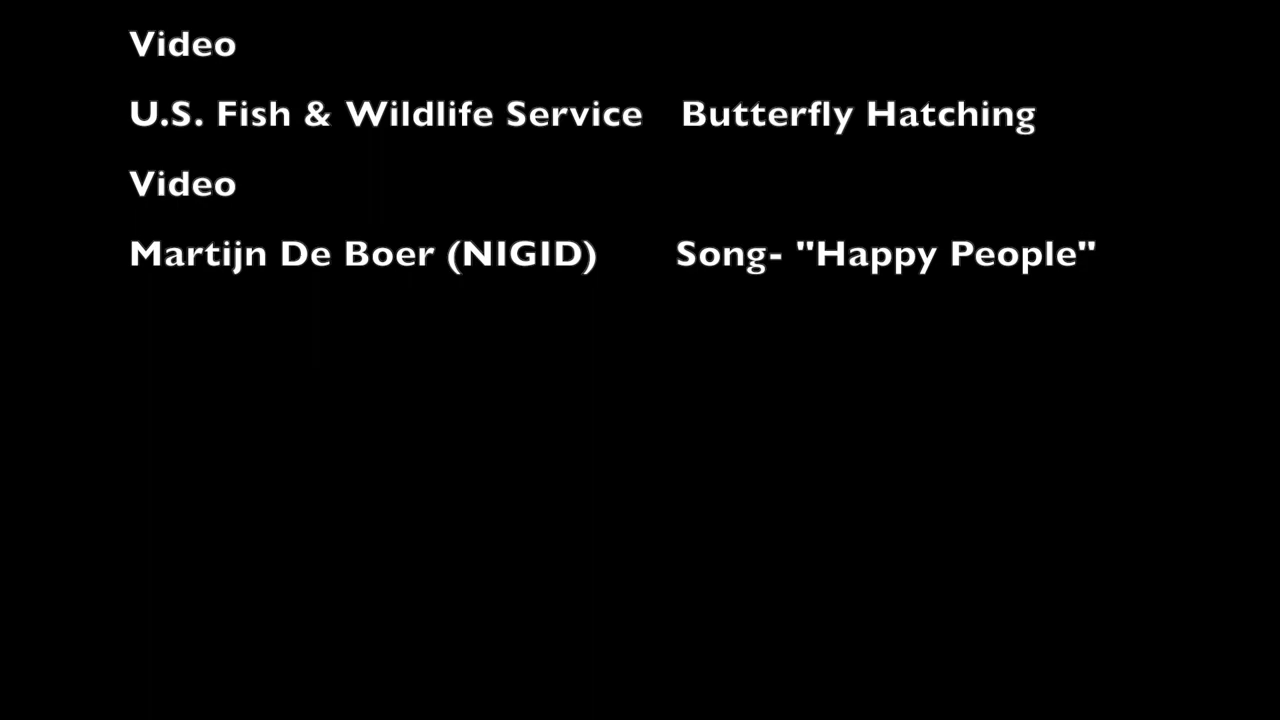 Video
U.S. Fish & Wildlife Service Butterfly Hatching
Video
Martijn De Boer (NIGID) Song- "Happy People"